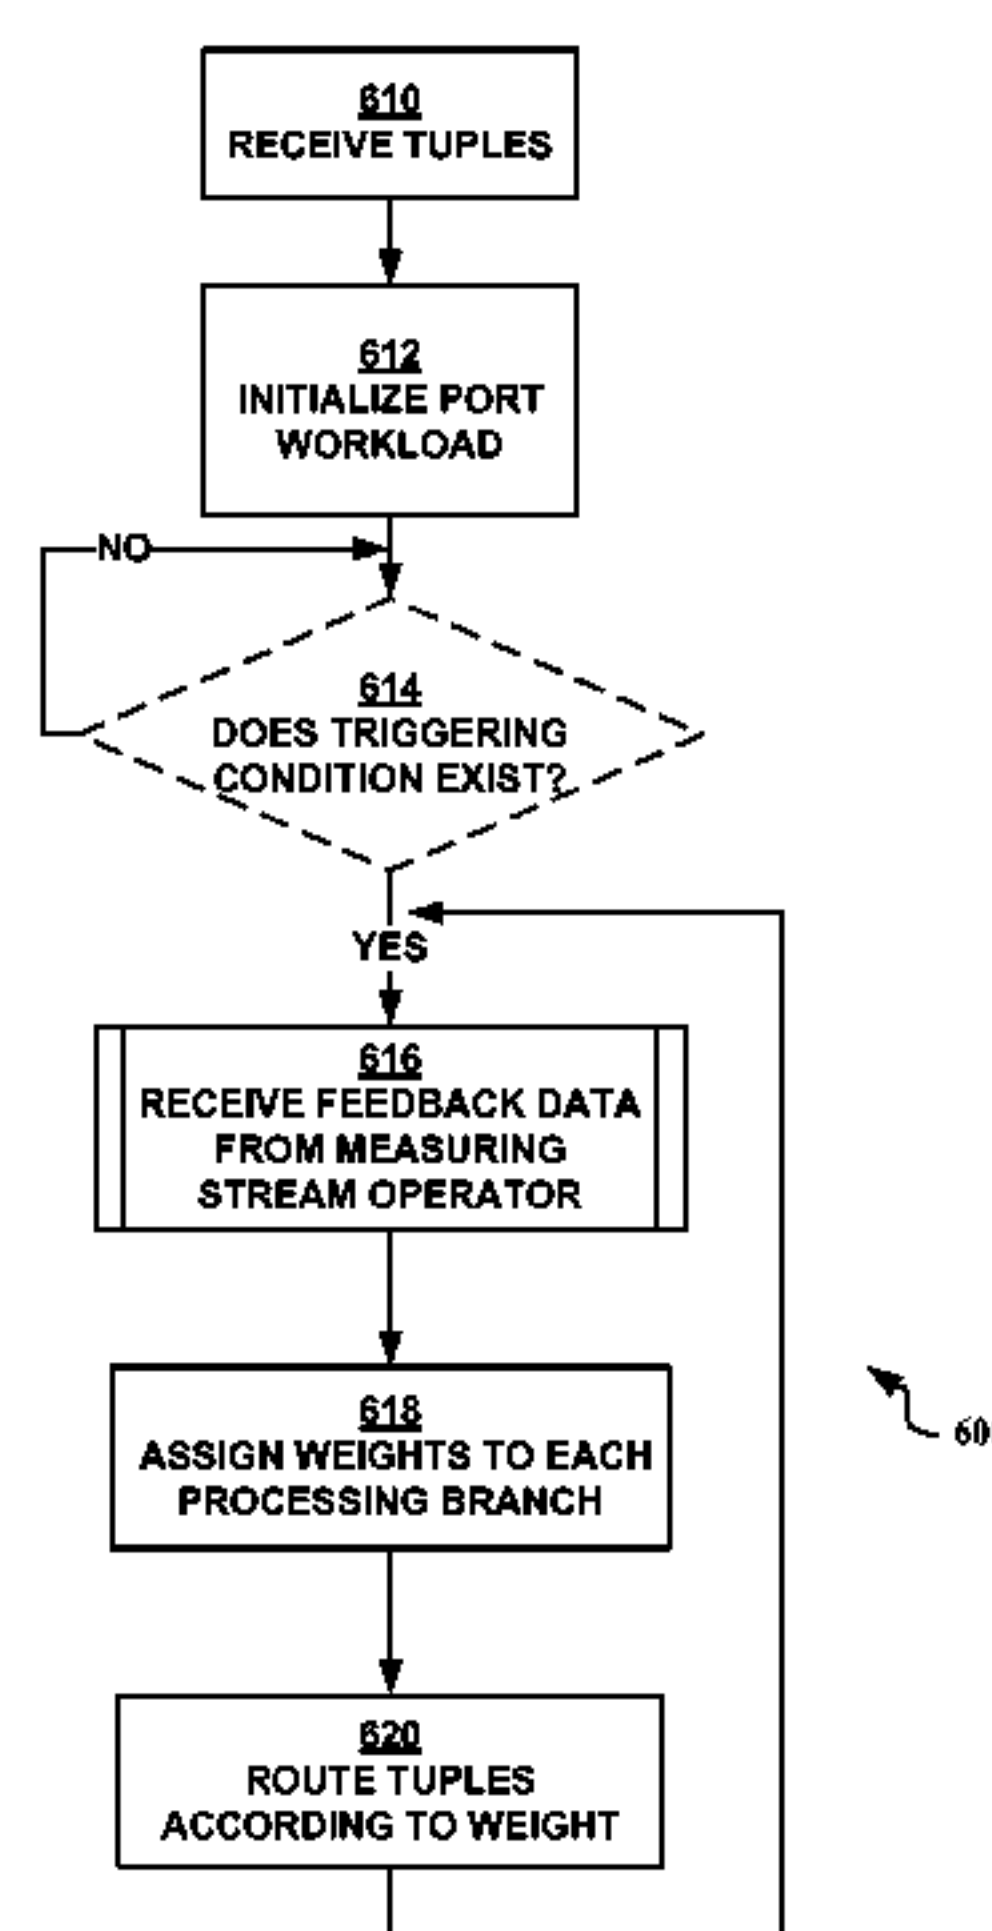 610
RECEIVE TUPLES
612
INITIALIZE PORT
WORKLOAD
NO
614
DOES TRIGGERING
CONDITION EXIST?
YES
616
RECEIVE FEEDBACK DATA
FROM MEASURING
STREAM OPERATOR
618
ASSIGN WEIGHTS TO EACH
PROCESSING BRANCH
60
620
ROUTE TUPLES
ACCORDING TO WEIGHT